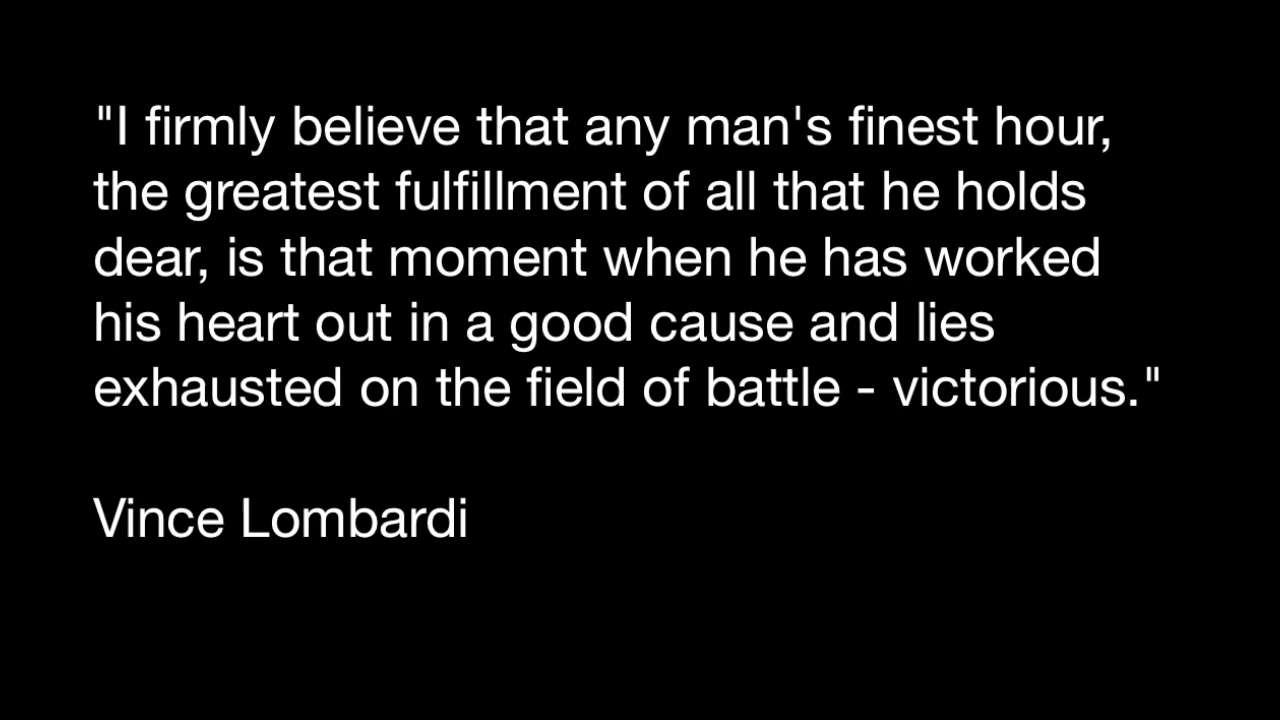 "I firmly believe that any man's finest hour,
the greatest fulfillment of all that he holds
dear, is that moment when he has worked
his heart out in a good cause and lies
exhausted on the field of battle - victorious."
Vince Lombardi